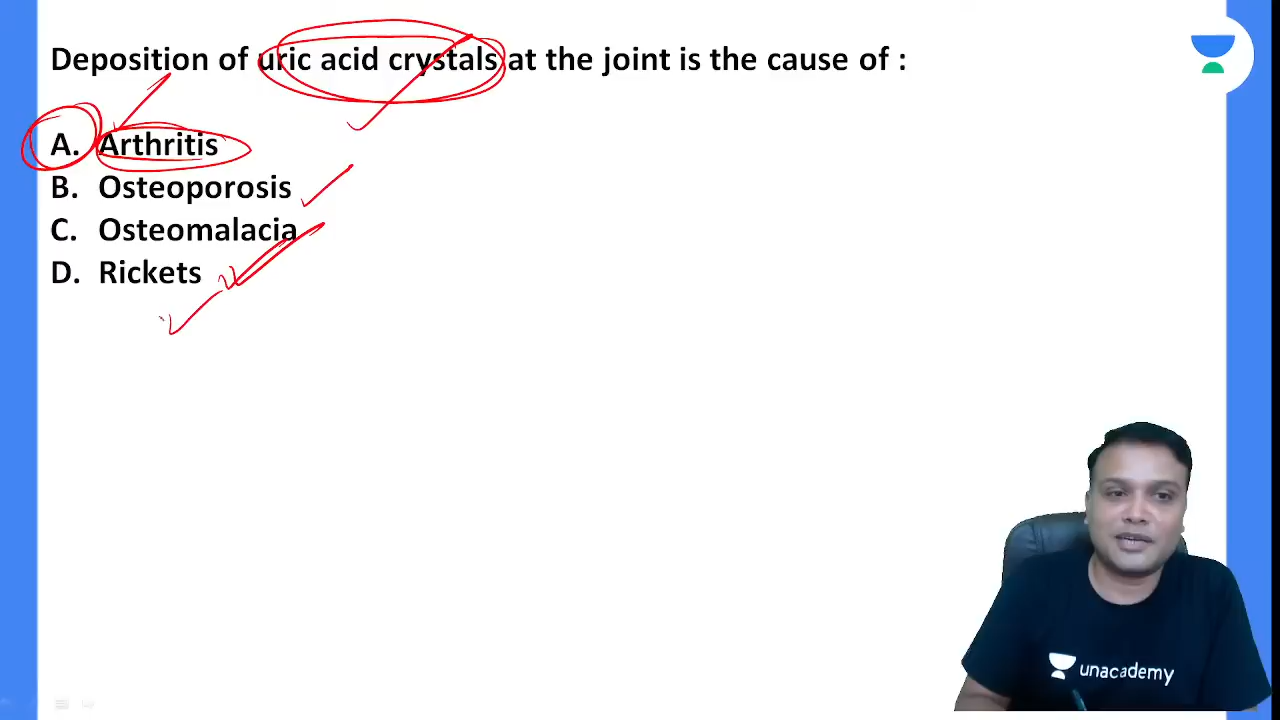 Deposition of uric acid crystals at the joint is the cause of :
A. Arthritis
B. Osteoporosis
C. Osteomalacia
D. Rickets
unacademy